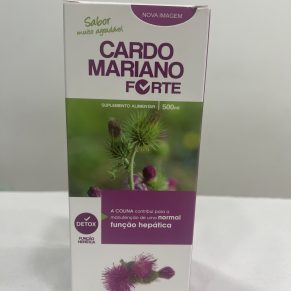 NOVA IMAGEM
Sabor
muito agradável
CARDO
MARIANO
FORTE
SUPLEMENTO ALIMENTAR 500ml
A COLINA contribui para a
manutenção de uma normal
função hepática
DETOX
FUNÇÃO
HEPÁTICA